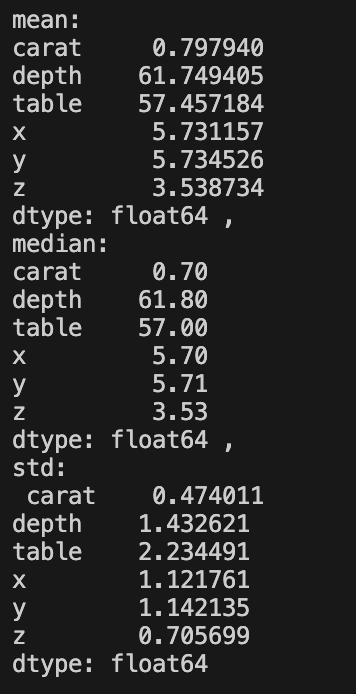 mean:
carat     0.797940
depth    61.749405
table    57.457184
x         5.731157
y         5.734526
z         3.538734
dtype: float64 ,
median:
carat     0.70
depth    61.80
table    57.00
x         5.70
y         5.71
z         3.53
dtype: float64 ,
std:
 carat    0.474011
depth    1.432621
table    2.234491
x        1.121761
y        1.142135
z        0.705699
dtype: float64